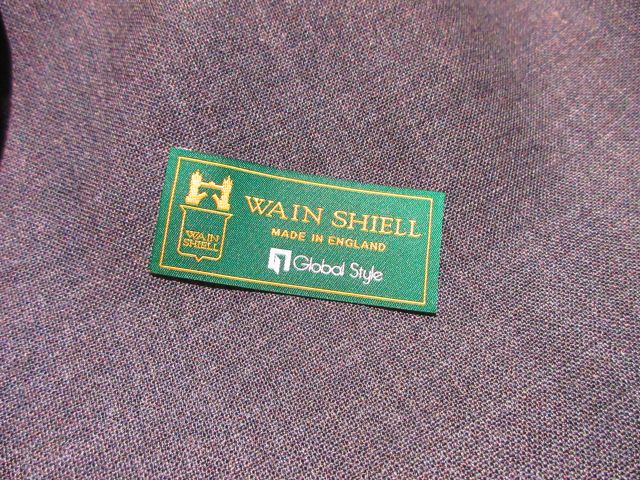 WAIN SHIELL
MADE IN ENGLAND
Global Style
WAIN
SHIELL